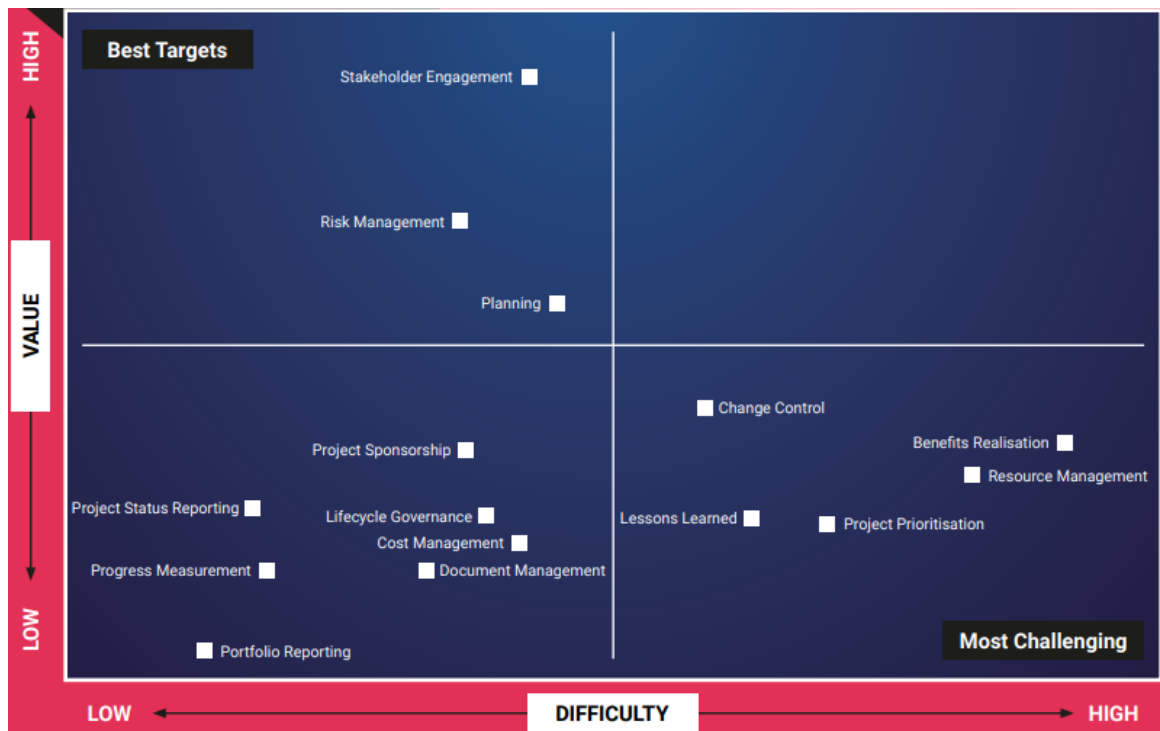 HIGH
Best Targets
Stakeholder Engagement
Risk Management
VALUE
Planning
Change Control
Project Sponsorship
Benefits Realisation
Resource Management
Project Status Reporting
Lifecycle Governance
Lessons Learned
Project Prioritisation
Cost Management
Progress Measurement
Document Management
LOW
Most Challenging
Portfolio Reporting
LOW
DIFFICULTY
HIGH